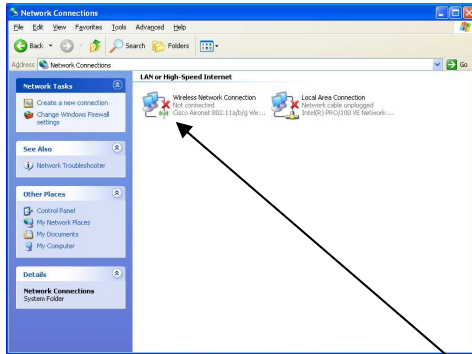 Network Connections
File Edit View Favorites Tools Advanced Help
Back Search Folders
Address Network Connections Go
Network Tasks
Create a new connection
Change Windows Firewall
settings
See Also
Network Troubleshooter
Other Places
Control Panel
My Network Places
My Documents
My Computer
Details
Network Connections
System Folder
LAN or High-Speed Internet
Wireless Network Connection
Not connected
Cisco Aironet 802.11a/b/g Wir...
Local Area Connection
Network cable unplugged
Intel(R) PRO/100 VE Network ...